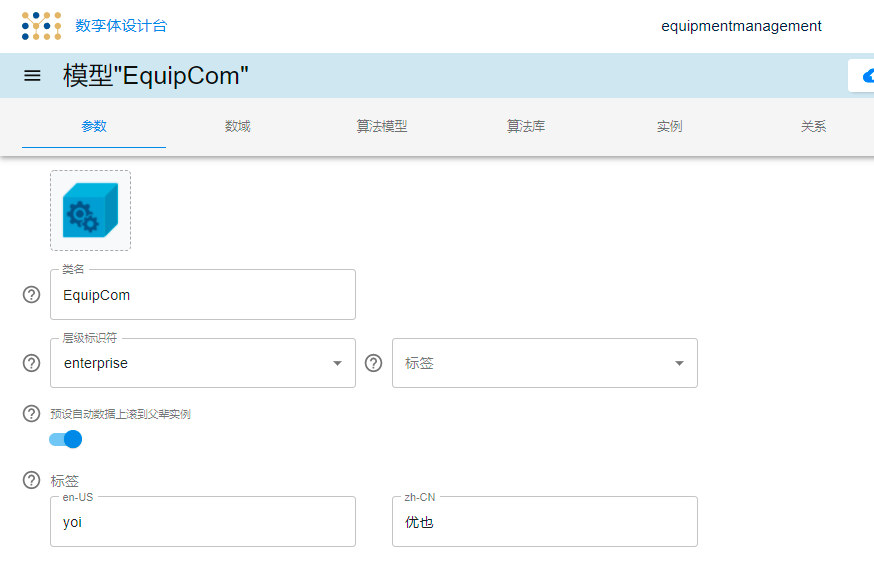 数孪体设计台
equipmentmanagement
模型"EquipCom"
参数 数域 算法模型 算法库 实例 关系
类名
EquipCom
层级标识符
enterprise 标签
预设自动数据上滚到父辈实例
标签
en-US zh-CN
yoi 优也